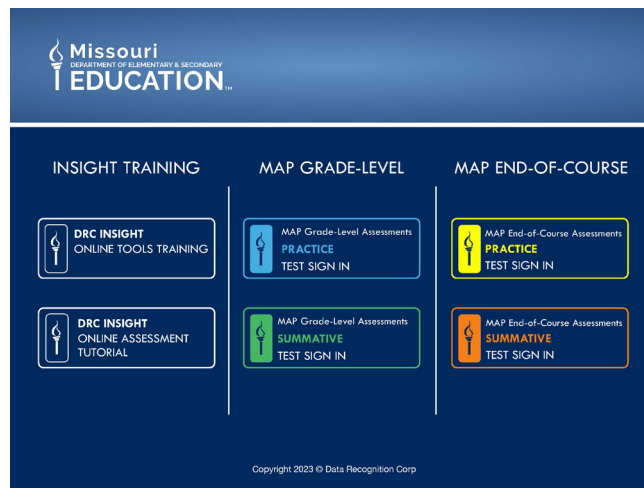 Missouri
DEPARTMENT OF ELEMENTARY & SECONDARY
EDUCATION™
INSIGHT TRAINING
DRC INSIGHT
ONLINE TOOLS TRAINING
DRC INSIGHT
ONLINE ASSESSMENT
TUTORIAL
MAP GRADE-LEVEL
MAP Grade-Level Assessments
PRACTICE
TEST SIGN IN
MAP Grade-Level Assessments
SUMMATIVE
TEST SIGN IN
MAP END-OF-COURSE
MAP End-of-Course Assessments
PRACTICE
TEST SIGN IN
MAP End-of-Course Assessments
SUMMATIVE
TEST SIGN IN
Copyright 2023 © Data Recognition Corp